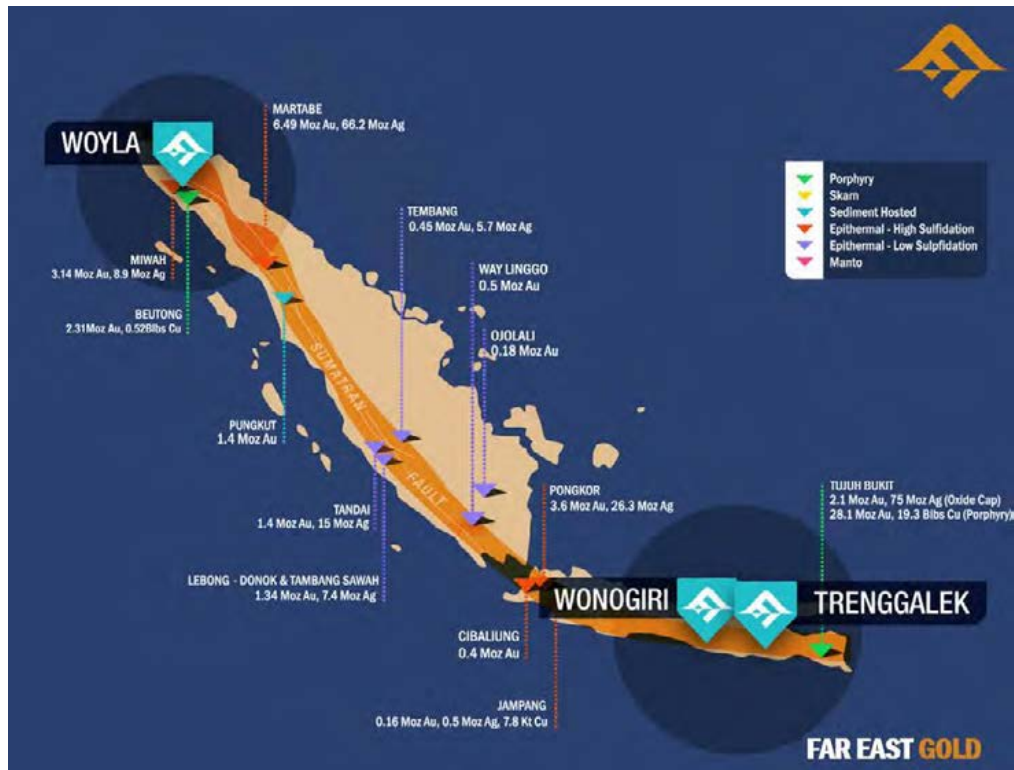 MARTABE
6.49 Moz Au, 66.2 Moz Ag
WOYLA
Porphyry
Skarn
Sediment Hosted
Epithermal - High Sulfidation
Epithermal - Low Sulpfidation
Manto
TEMBANG
0.45 Moz Au, 5.7 Moz Ag
MIWAH
3.14 Moz Au, 8.9 Moz Ag
WAY LINGGO
0.5 Moz Au
BEUTONG
2.31Moz Au, 0.52Blbs Cu
OJOLALI
0.18 Moz Au
SUMATRAN
FAULT
PUNGKUT
1.4 Moz Au
PONGKOR
3.6 Moz Au, 26.3 Moz Ag
TUJUH BUKIT
2.1 Moz Au, 75 Moz Ag (Oxide Cap)
28.1 Moz Au, 19.3 Blbs Cu (Porphyry)
TANDAI
1.4 Moz Au, 15 Moz Ag
LEBONG - DONOK & TAMBANG SAWAH
1.34 Moz Au, 7.4 Moz Ag
WONOGIRI
TRENGGALEK
CIBALIUNG
0.4 Moz Au
JAMPANG
0.16 Moz Au, 0.5 Moz Ag, 7.8 Kt Cu
FAR EAST GOLD